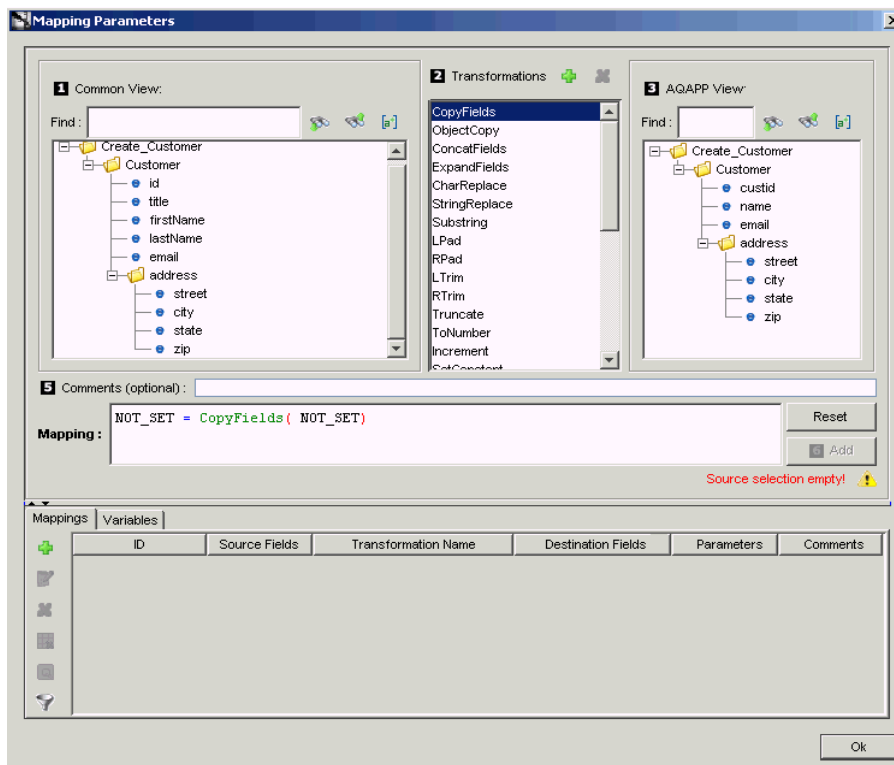 Mapping Parameters
1 Common View:
Find :
Create_Customer
Customer
id
title
firstName
lastName
email
address
street
city
state
zip
2 Transformations
CopyFields
ObjectCopy
ConcatFields
ExpandFields
CharReplace
StringReplace
Substring
LPad
RPad
LTrim
RTrim
Truncate
ToNumber
Increment
SetConstant
3 AQAPP View:
Find :
Create_Customer
Customer
custid
name
email
address
street
city
state
zip
5 Comments (optional) :
Mapping :
NOT_SET = CopyFields( NOT_SET)
Reset
6 Add
Source selection empty!
Mappings Variables
ID Source Fields Transformation Name Destination Fields Parameters Comments
Ok